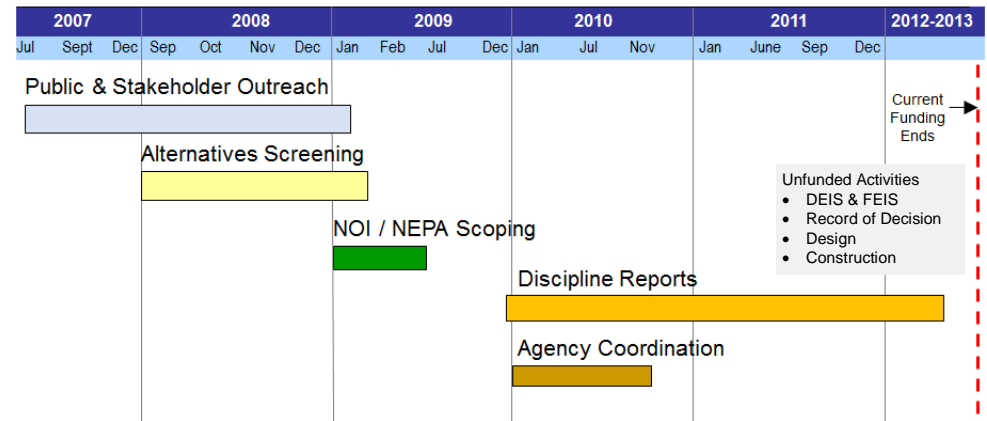 2007 2008 2009 2010 2011 2012-2013
Jul Sept Dec Sep Oct Nov Dec Jan Feb Jul Dec Jan Jul Nov Jan June Sep Dec
Public & Stakeholder Outreach
Current
Funding
Ends
Alternatives Screening
Unfunded Activities
• DEIS & FEIS
• Record of Decision
• Design
• Construction
NOI / NEPA Scoping
Discipline Reports
Agency Coordination